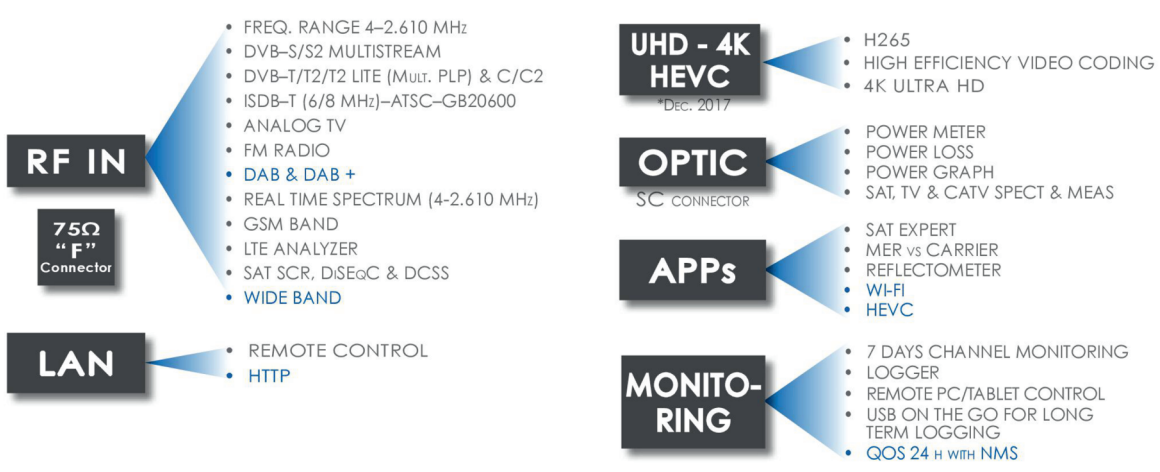 RF IN
75Ω
“F”
Connector
• FREQ. RANGE 4–2.610 MHz
• DVB–S/S2 MULTISTREAM
• DVB–T/T2/T2 LITE (Mult. PLP) & C/C2
• ISDB–T (6/8 MHz)–ATSC–GB20600
• ANALOG TV
• FM RADIO
• DAB & DAB +
• REAL TIME SPECTRUM (4-2.610 MHz)
• GSM BAND
• LTE ANALYZER
• SAT SCR, DiSEqC & DCSS
• WIDE BAND
LAN
• REMOTE CONTROL
• HTTP
UHD - 4K
HEVC
*Dec. 2017
• H265
• HIGH EFFICIENCY VIDEO CODING
• 4K ULTRA HD
OPTIC
SC CONNECTOR
• POWER METER
• POWER LOSS
• POWER GRAPH
• SAT, TV & CATV SPECT & MEAS
APPs
• SAT EXPERT
• MER vs CARRIER
• REFLECTOMETER
• WI-FI
• HEVC
MONITO-
RING
• 7 DAYS CHANNEL MONITORING
• LOGGER
• REMOTE PC/TABLET CONTROL
• USB ON THE GO FOR LONG
TERM LOGGING
• QOS 24 H WITH NMS